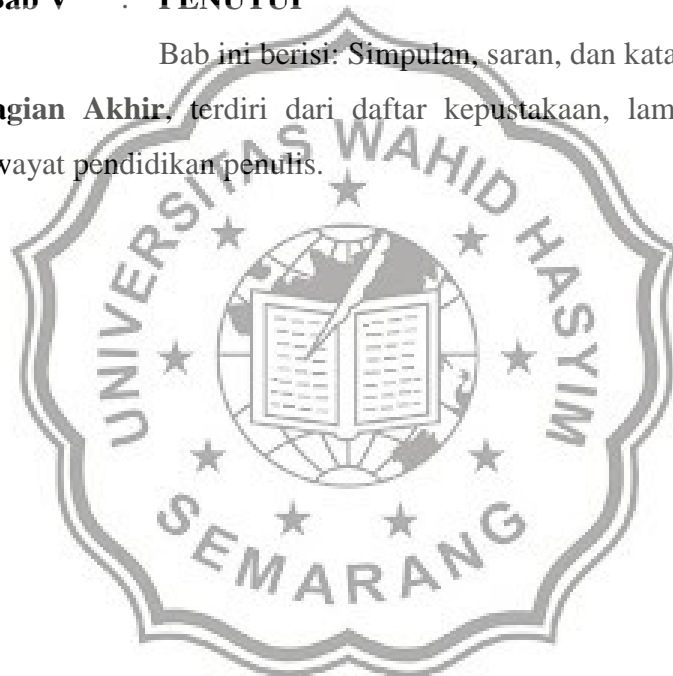 Bab V : PENUTUP
Bab ini berisi: Simpulan, saran, dan kata
agian Akhir, terdiri dari daftar kepustakaan, lam
wayat pendidikan penulis.
UNIVERSITAS WAHID HASYIM
SEMARANG